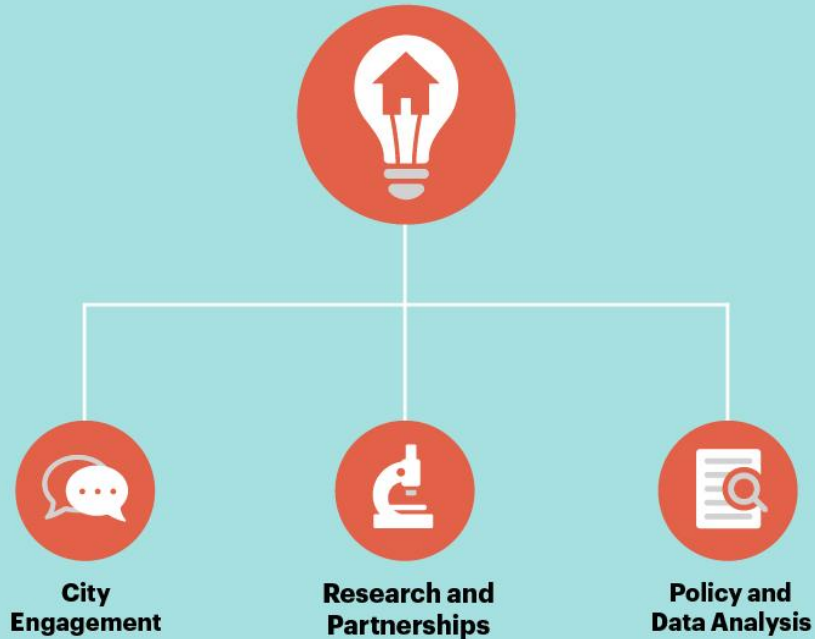 City
Engagement
Research and
Partnerships
Policy and
Data Analysis